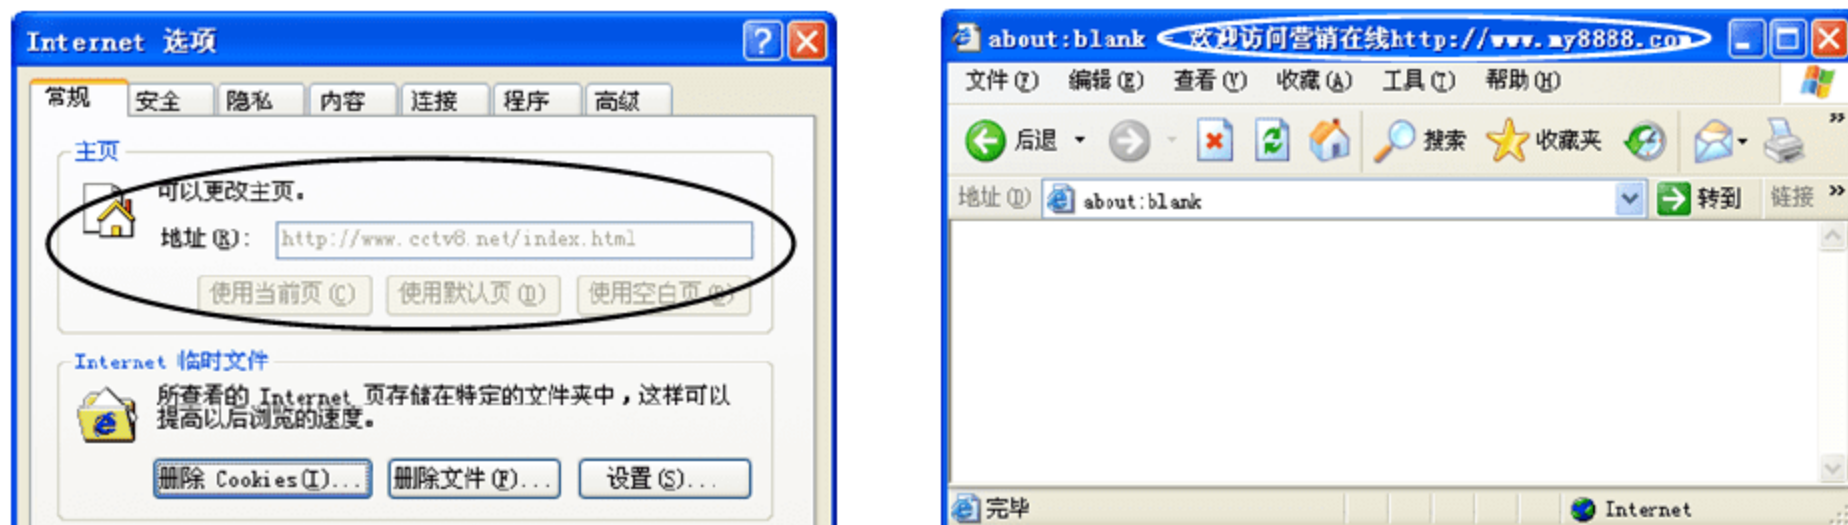 Internet 选项
常规 安全 隐私 内容 连接 程序 高级
主页
可以更改主页。
地址(R): http://www.cctv8.net/index.html
使用当前页(C) 使用默认页(D) 使用空白页(B)
Internet 临时文件
所查看的 Internet 页存储在特定的文件夹中,这样可以
提高以后浏览的速度。
删除 Cookies(I)... 删除文件(F)... 设置(S)...
about:blank - 欢迎访问营销在线http://www.my8888.com
文件(F) 编辑(E) 查看(V) 收藏(A) 工具(T) 帮助(H)
后退 搜索 收藏夹 »
地址(D) about:blank 转到 链接 »
完毕 Internet